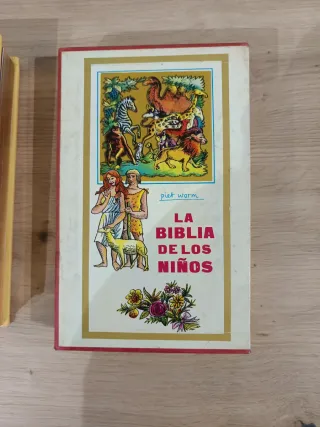 piet worm
LA
BIBLIA
DE LOS
NIÑOS